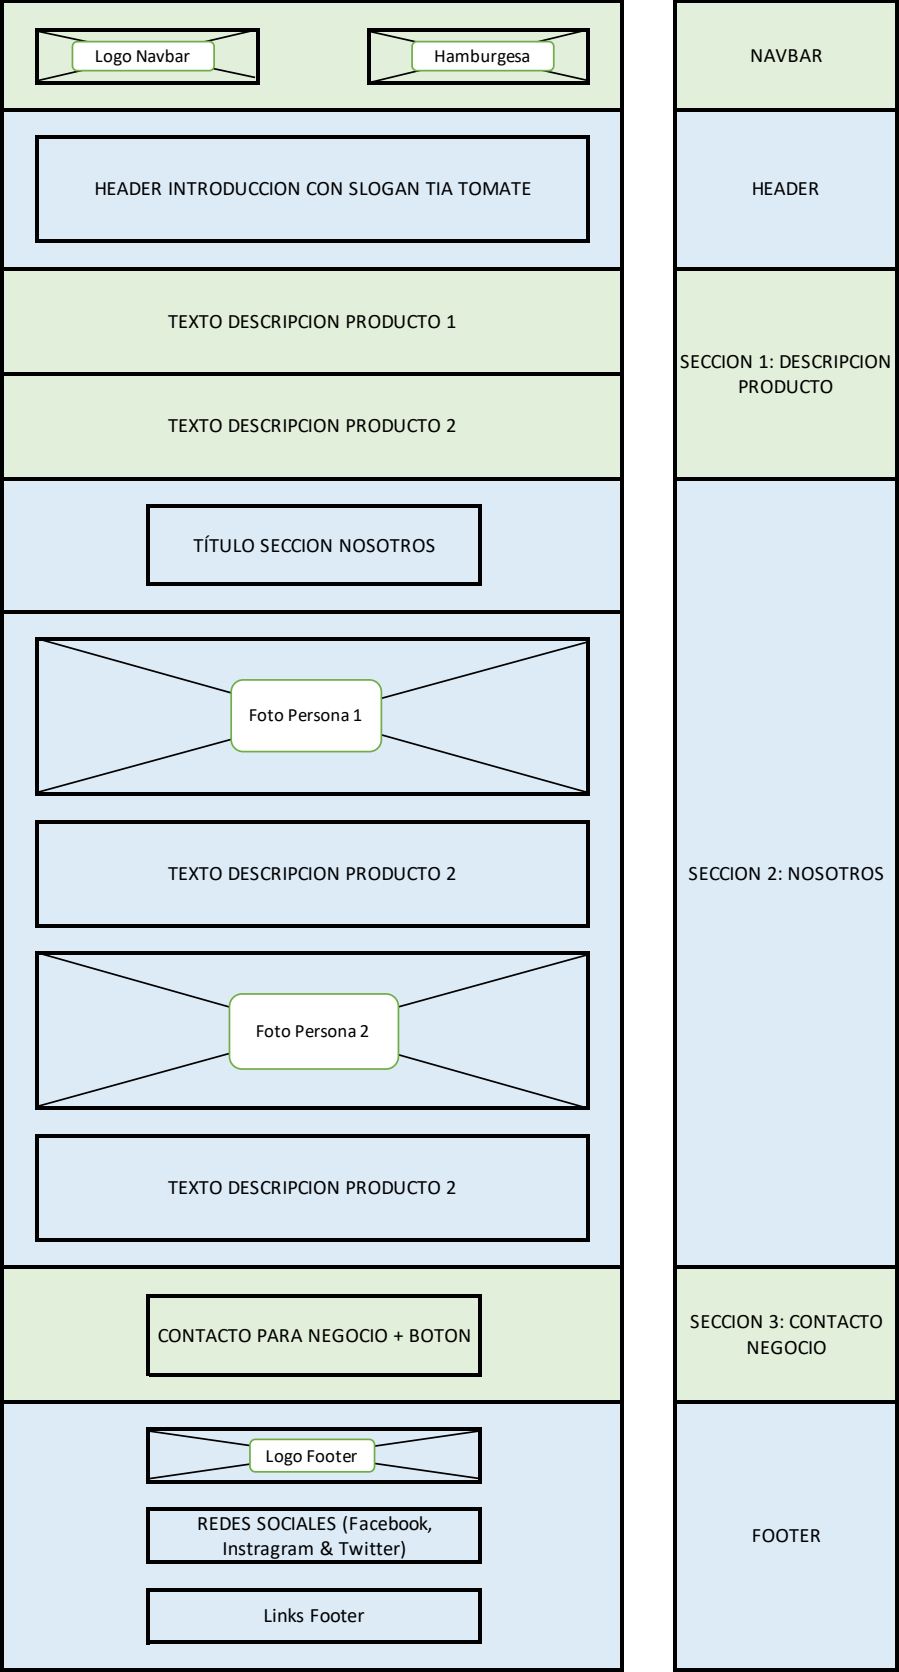 Logo Navbar
Hamburgesa
NAVBAR
HEADER INTRODUCCION CON SLOGAN TIA TOMATE
HEADER
TEXTO DESCRIPCION PRODUCTO 1
TEXTO DESCRIPCION PRODUCTO 2
SECCION 1: DESCRIPCION
PRODUCTO
TÍTULO SECCION NOSOTROS
Foto Persona 1
TEXTO DESCRIPCION PRODUCTO 2
Foto Persona 2
TEXTO DESCRIPCION PRODUCTO 2
SECCION 2: NOSOTROS
CONTACTO PARA NEGOCIO + BOTON
SECCION 3: CONTACTO
NEGOCIO
Logo Footer
REDES SOCIALES (Facebook,
Instragram & Twitter)
Links Footer
FOOTER